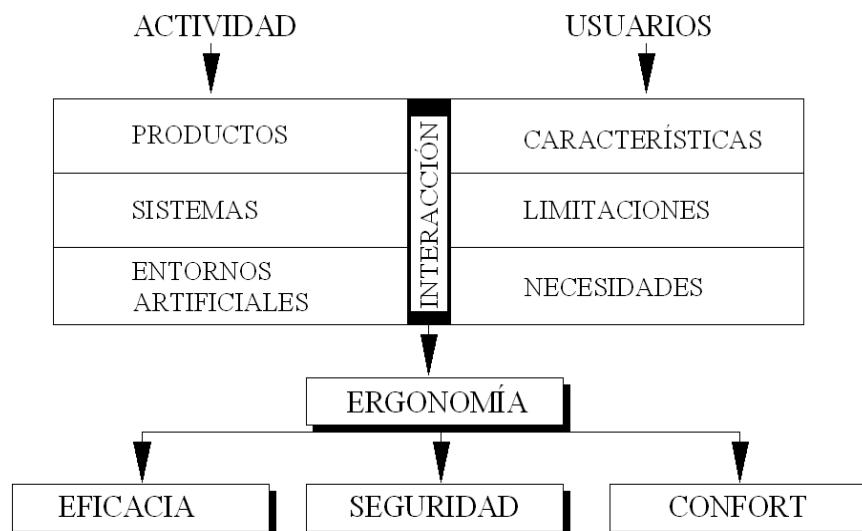 ACTIVIDAD
USUARIOS
PRODUCTOS
CARACTERÍSTICAS
SISTEMAS
LIMITACIONES
ENTORNOS
ARTIFICIALES
NECESIDADES
INTERACCIÓN
ERGONOMÍA
EFICACIA
SEGURIDAD
CONFORT